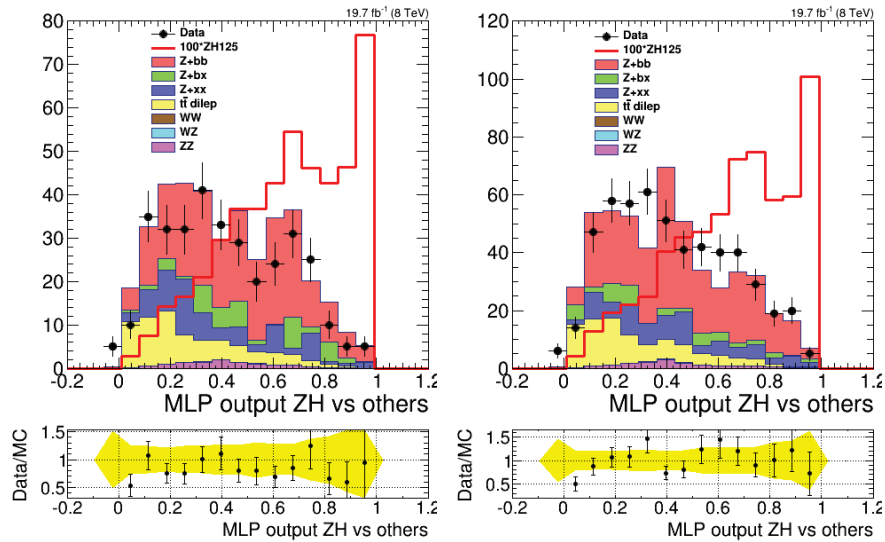 19.7 fb⁻¹ (8 TeV)
80
70
60
50
40
30
20
10
0
Data
100*ZH125
Z+bb
Z+bx
Z+xx
tt̄ dilep
WW
WZ
ZZ
-0.2 0 0.2 0.4 0.6 0.8 1 1.2
MLP output ZH vs others
Data/MC
1.5
1
0.5
-0.2 0 0.2 0.4 0.6 0.8 1 1.2
MLP output ZH vs others
19.7 fb⁻¹ (8 TeV)
120
100
80
60
40
20
0
Data
100*ZH125
Z+bb
Z+bx
Z+xx
tt̄ dilep
WW
WZ
ZZ
-0.2 0 0.2 0.4 0.6 0.8 1 1.2
MLP output ZH vs others
Data/MC
1.5
1
0.5
-0.2 0 0.2 0.4 0.6 0.8 1 1.2
MLP output ZH vs others